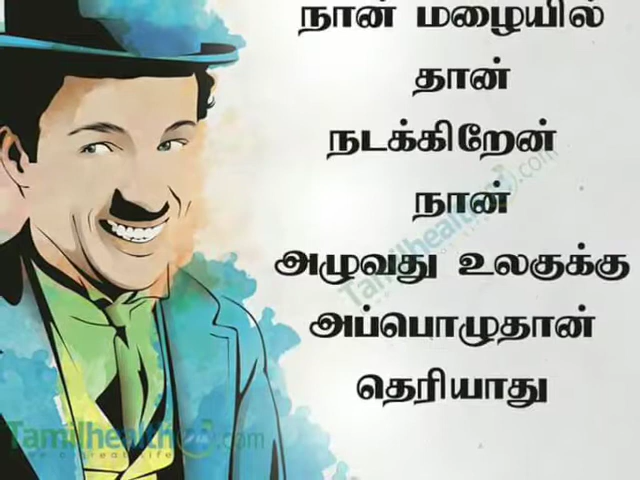 நான் மழையில்
தான்
நடக்கிறேன்
நான்
அழுவது உலகுக்கு
அப்பொழுதான்
தெரியாது
Tamilhealth .com